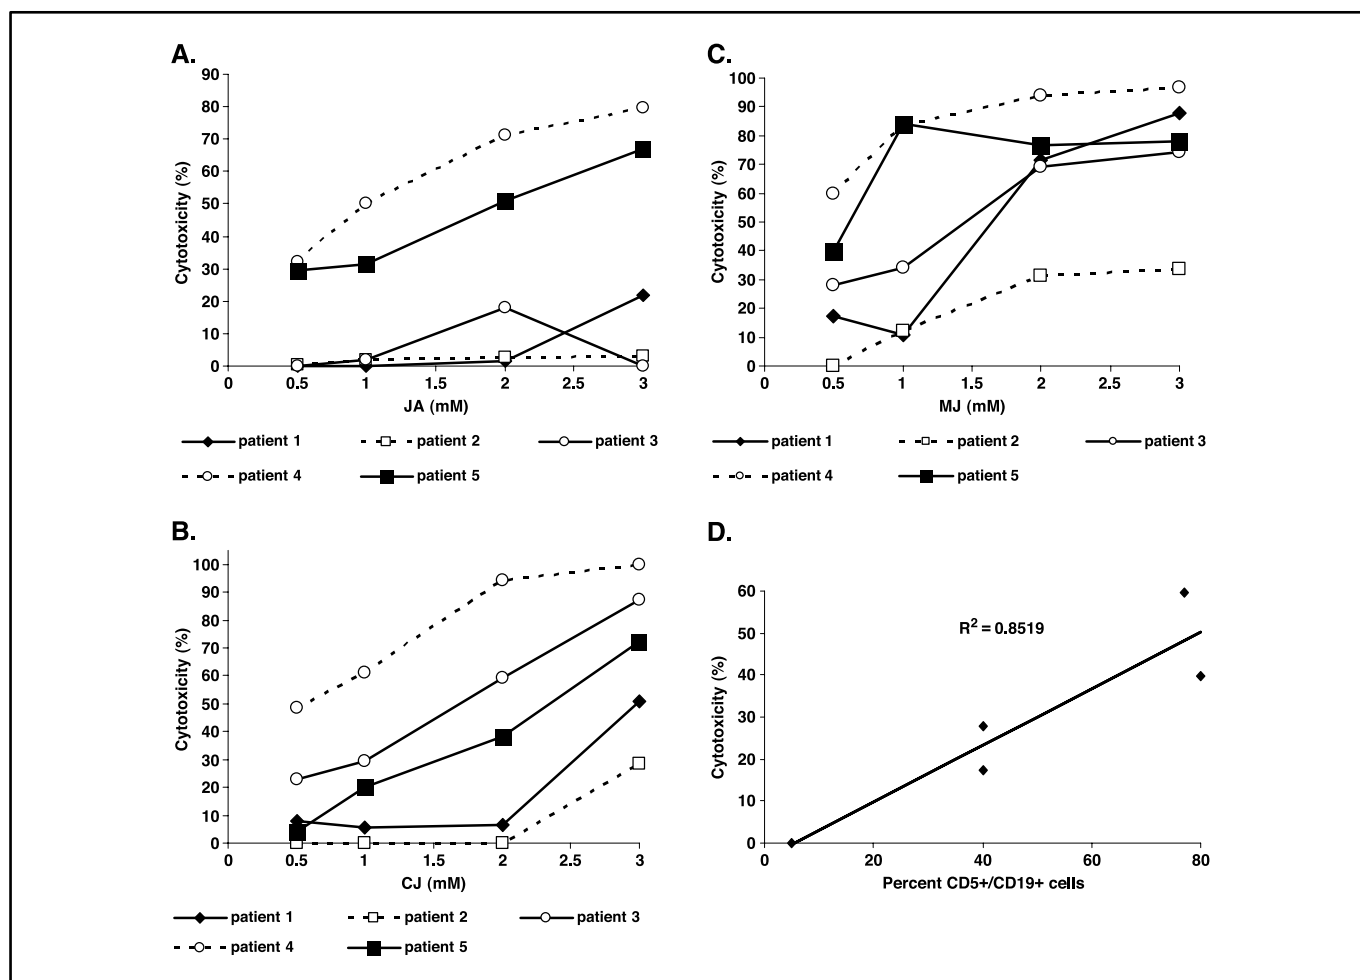 A.
90
80
70
60
50
40
30
20
10
0
Cytotoxicity (%)
0 0.5 1 1.5 2 2.5 3
JA (mM)
patient 1 patient 2 patient 3
patient 4 patient 5
C.
100
90
80
70
60
50
40
30
20
10
0
Cytotoxicity (%)
0 0.5 1 1.5 2 2.5 3
MJ (mM)
patient 1 patient 2 patient 3
patient 4 patient 5
B.
100
90
80
70
60
50
40
30
20
10
0
Cytotoxicity (%)
0 0.5 1 1.5 2 2.5 3
CJ (mM)
patient 1 patient 2 patient 3
patient 4 patient 5
D.
60
50
40
30
20
10
0
Cytotoxicity (%)
R² = 0.8519
0 20 40 60 80
Percent CD5+/CD19+ cells